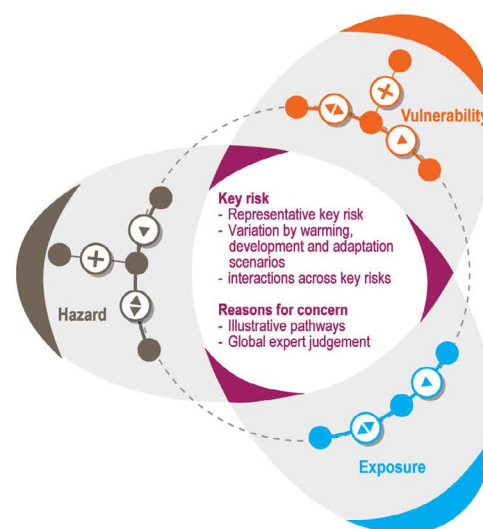 Vulnerability
Key risk
- Representative key risk
- Variation by warming,
development and adaptation
scenarios
- interactions across key risks
Hazard
Reasons for concern
- Illustrative pathways
- Global expert judgement
Exposure